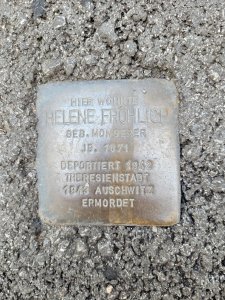 HIER WOHNTE
HELENE FRÖHLICH
GEB.
JG. 1871
DEPORTIERT 1942
THERESIENSTADT
1943 AUSCHWITZ
ERMORDET